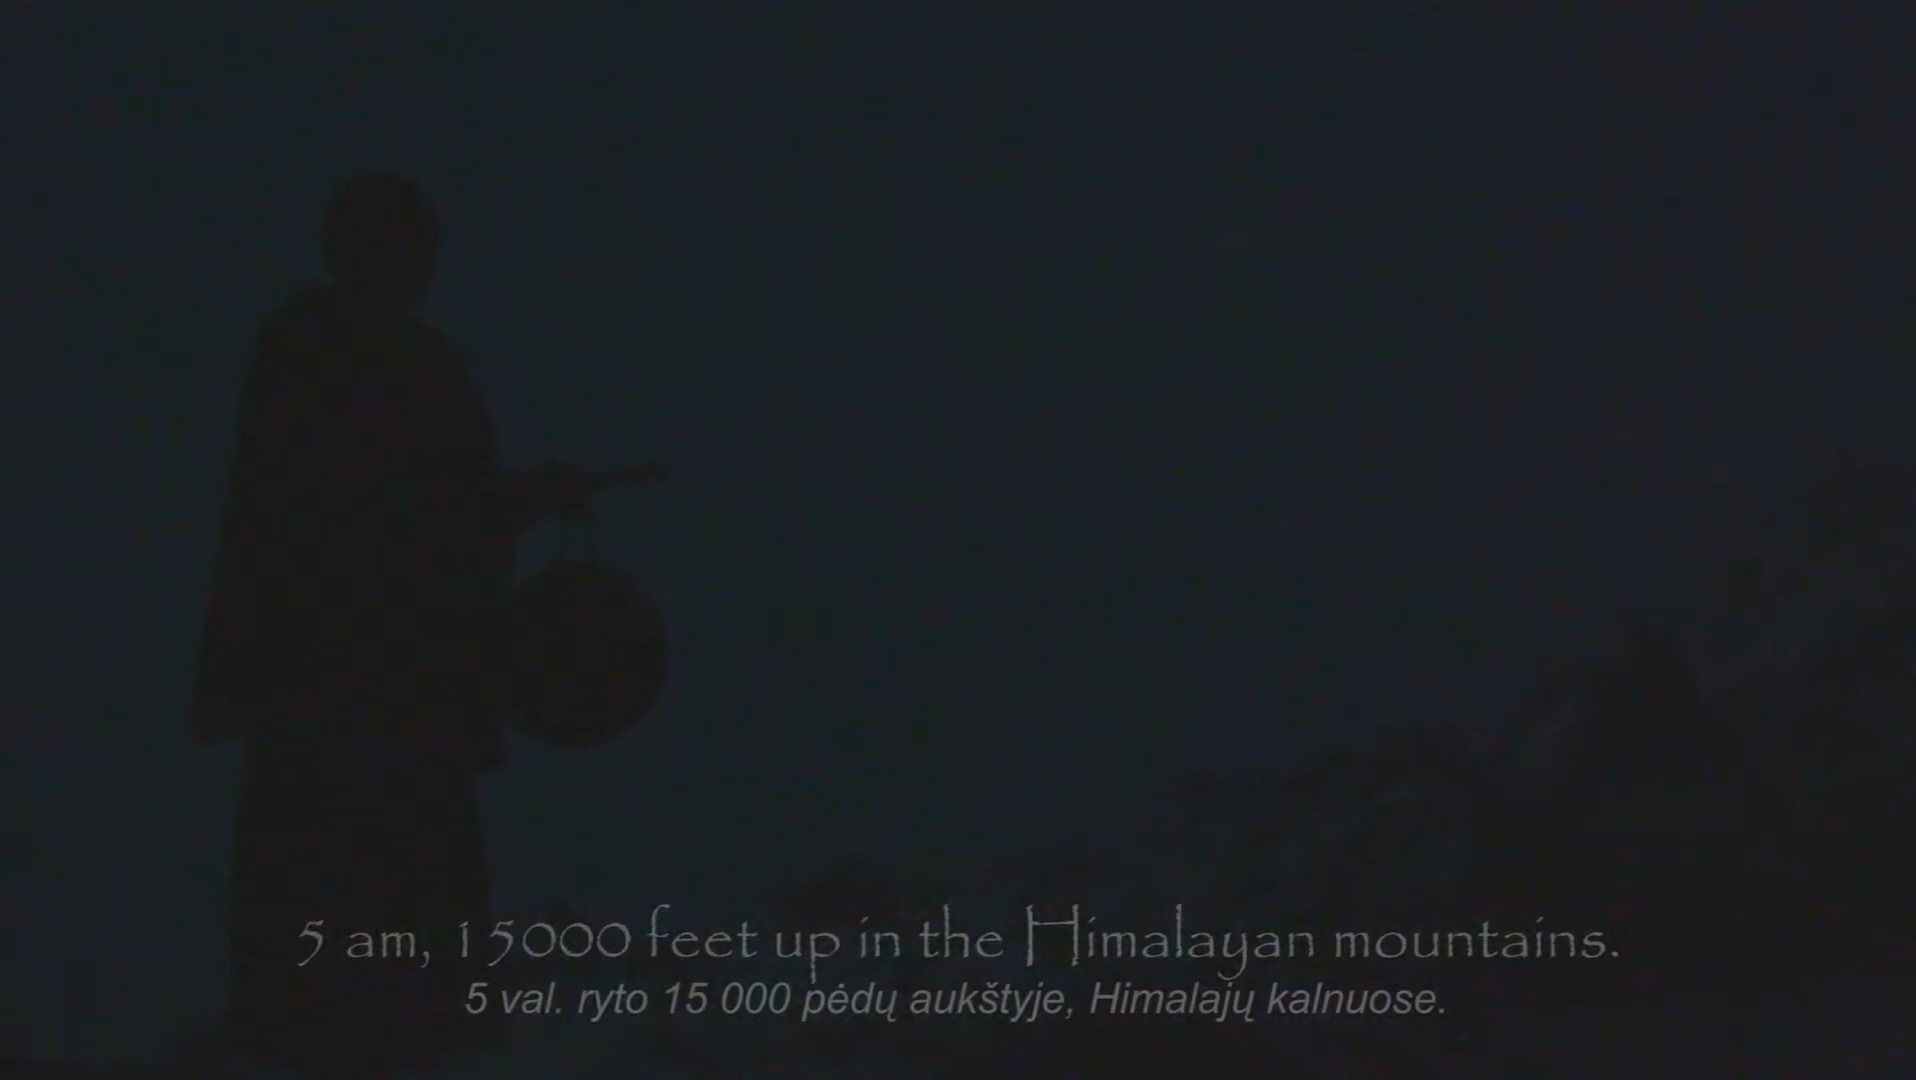 5 am, 15000 feet up in the Himalayan mountains.
5 val. ryto 15 000 pėdų aukštyje, Himalajų kalnuose.